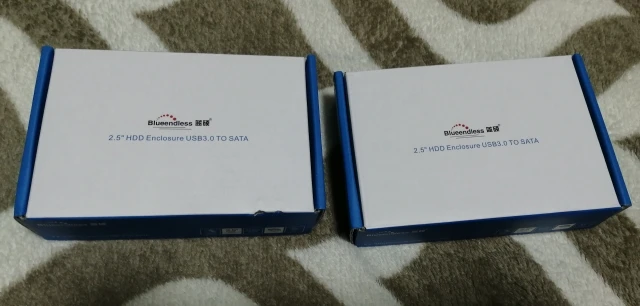 Blueendless 蓝硕
2.5" HDD Enclosure USB3.0 TO SATA
Blueendless 蓝硕
2.5" HDD Enclosure USB3.0 TO SATA